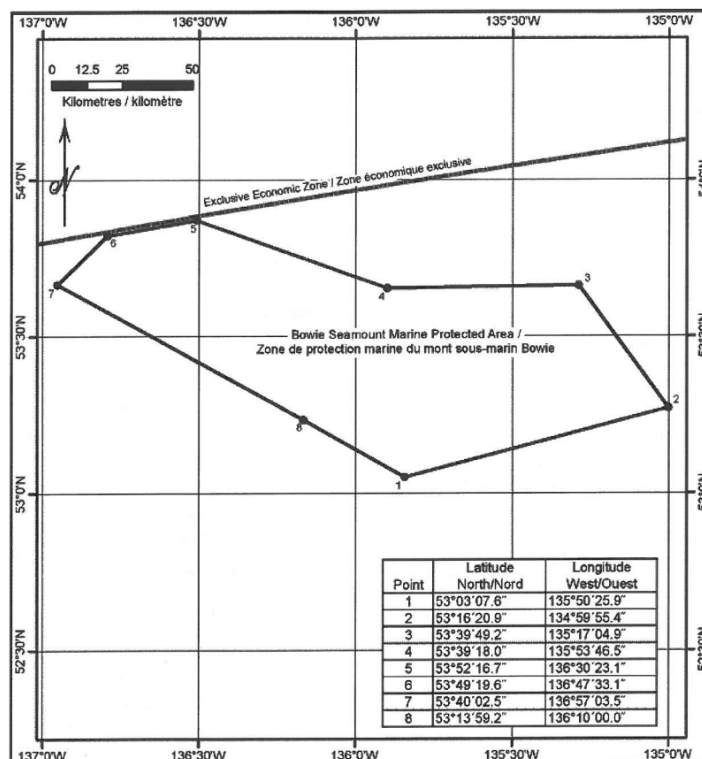 137°0'W 136°30'W 136°0'W 135°30'W 135°0'W
0 12.5 25 50
Kilometres / kilomètre
N
54°0'N
54°0'N
Exclusive Economic Zone / Zone économique exclusive
6
5
7
4
3
53°30'N
Bowie Seamount Marine Protected Area /
Zone de protection marine du mont sous-marin Bowie
2
8
1
53°0'N
Point Latitude North/Nord Longitude West/Ouest
1 53°03´07.6˝ 135°50´25.9˝
2 53°16´20.9˝ 134°59´55.4˝
3 53°39´49.2˝ 135°17´04.9˝
4 53°39´18.0˝ 135°53´46.5˝
5 53°52´16.7˝ 136°30´23.1˝
6 53°49´19.6˝ 136°47´33.1˝
7 53°40´02.5˝ 136°57´03.5˝
8 53°13´59.2˝ 136°10´00.0˝
52°30'N
137°0'W 136°30'W 136°0'W 135°30'W 135°0'W